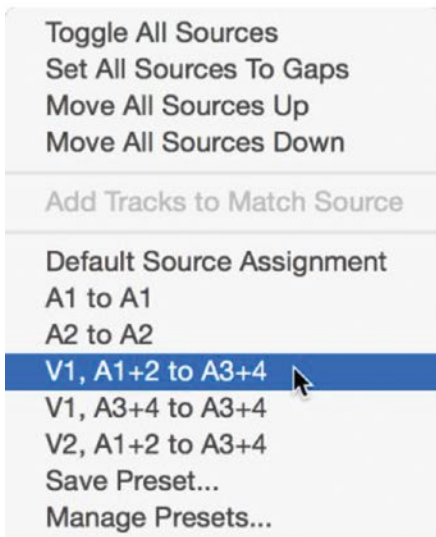 Toggle All Sources
Set All Sources To Gaps
Move All Sources Up
Move All Sources Down
Add Tracks to Match Source
Default Source Assignment
A1 to A1
A2 to A2
V1, A1+2 to A3+4
V1, A3+4 to A3+4
V2, A1+2 to A3+4
Save Preset...
Manage Presets...